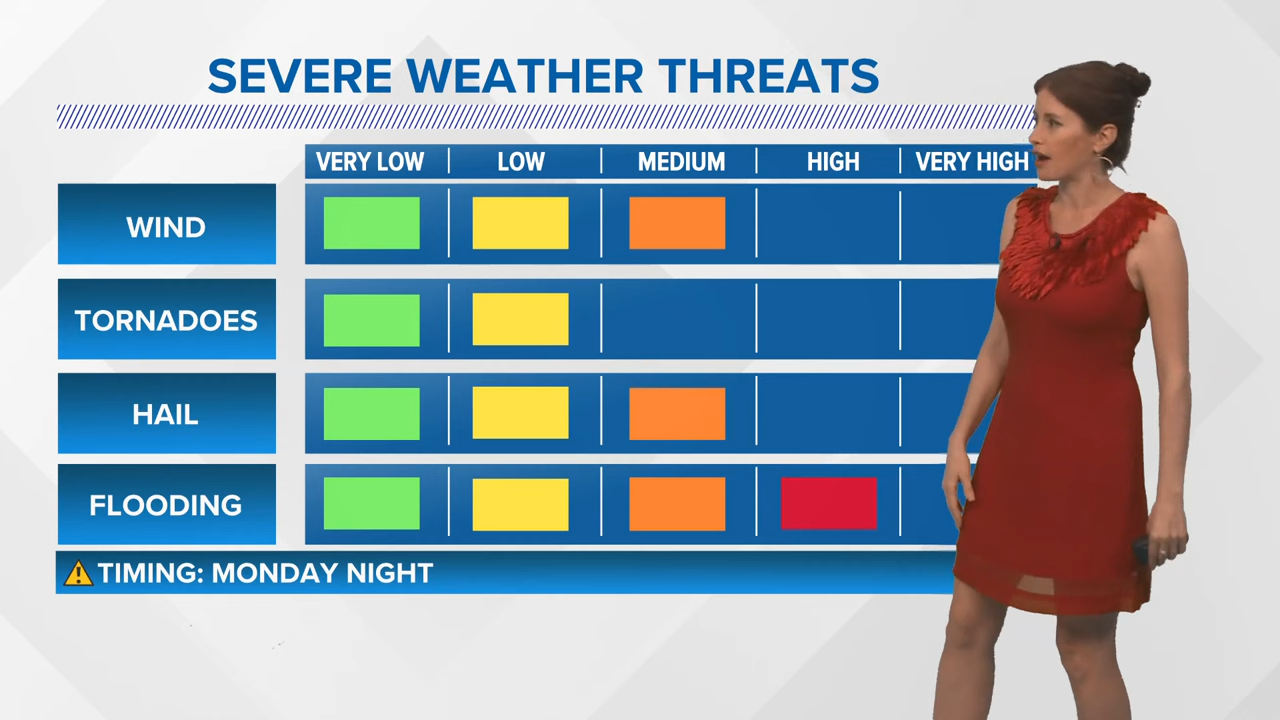 SEVERE WEATHER THREATS
VERY LOW LOW MEDIUM HIGH VERY HIGH
WIND
TORNADOES
HAIL
FLOODING
TIMING: MONDAY NIGHT